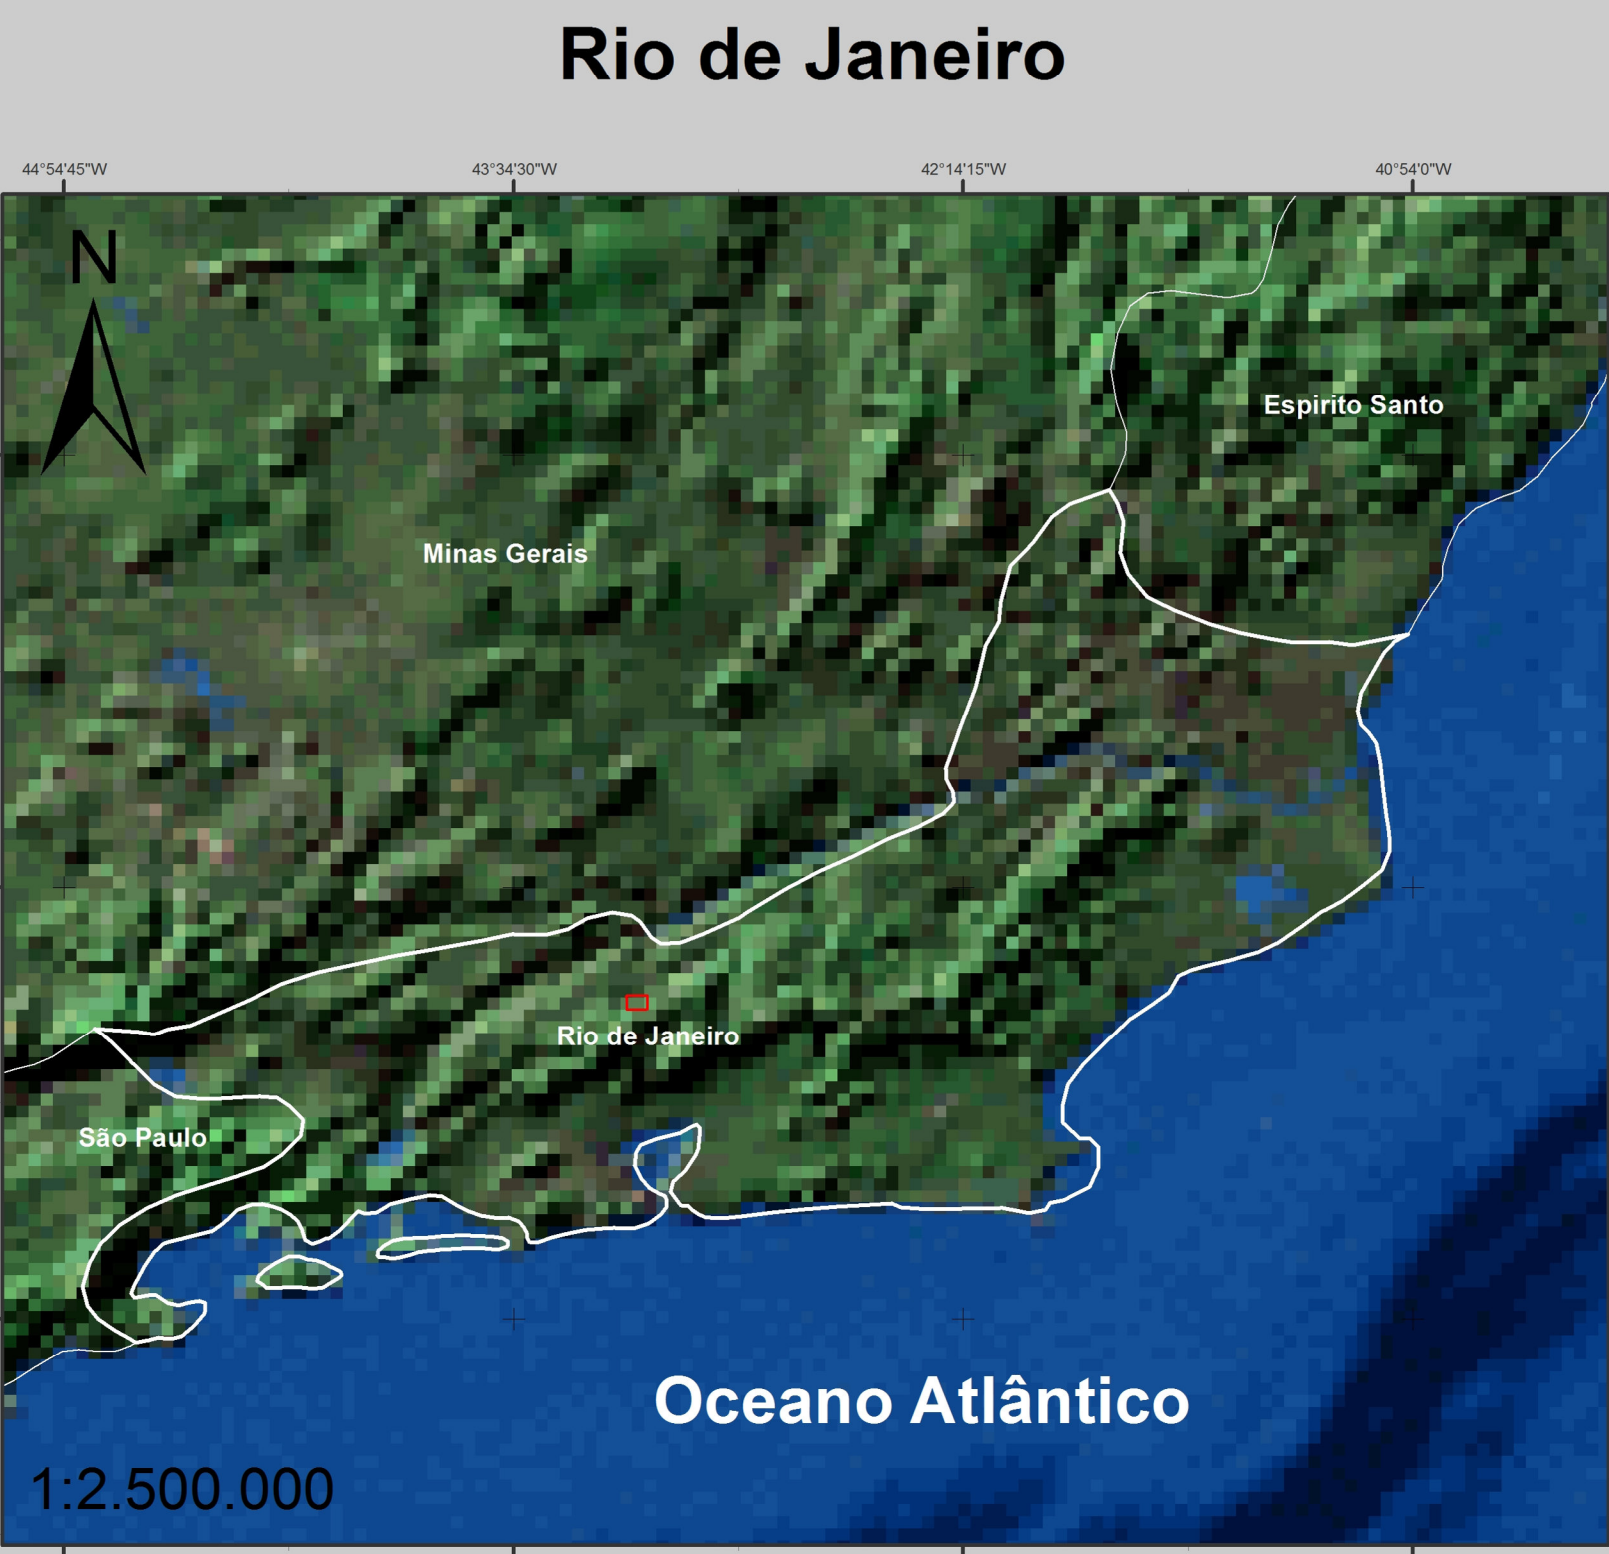 Rio de Janeiro
44°54'45"W 43°34'30"W 42°14'15"W 40°54'0"W
N
Espirito Santo
Minas Gerais
Rio de Janeiro
São Paulo
Oceano Atlântico
1:2.500.000